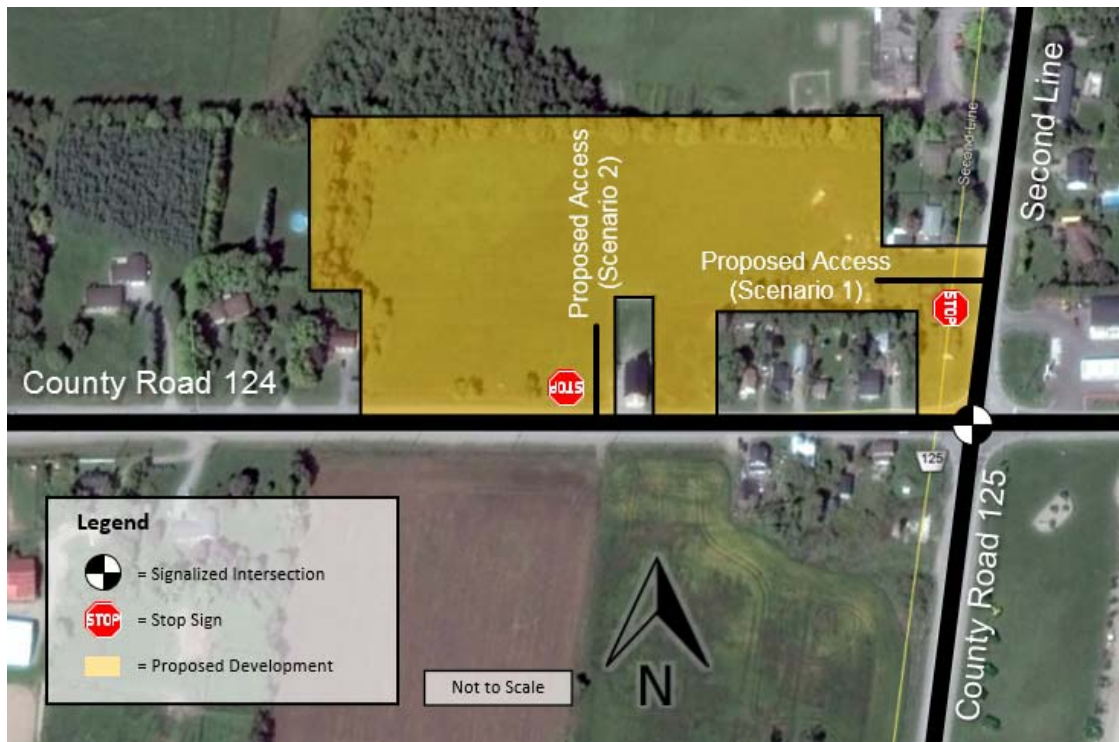 Second Line
Second Line
Proposed Access
(Scenario 2)
Proposed Access
(Scenario 1)
STOP
STOP
County Road 124
125
County Road 125
Legend
= Signalized Intersection
STOP = Stop Sign
= Proposed Development
Not to Scale
N